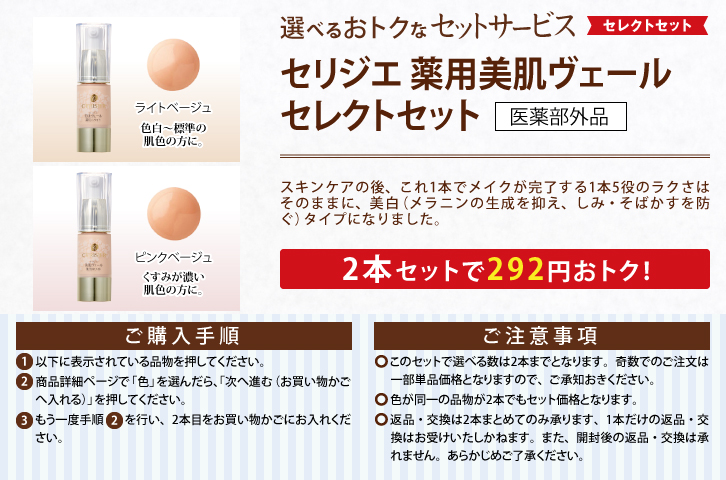 選べるおトクなセットサービス
セレクトセット
セリジエ 薬用美肌ヴェール
セレクトセット 医薬部外品
ライトベージュ
色白～標準の
肌色の方に。
ピンクベージュ
くすみが濃い
肌色の方に。
スキンケアの後、これ1本でメイクが完了する1本5役のラクさは
そのままに、美白（メラニンの生成を抑え、しみ・そばかすを防
ぐ）タイプになりました。
2本セットで292円おトク！
ご購入手順
1 以下に表示されている品物を押してください。
2 商品詳細ページで「色」を選んだら、「次へ進む（お買い物かご
へ入れる）」を押してください。
3 もう一度手順2を行い、2本目をお買い物かごにお入れくだ
さい。
ご注意事項
○このセットで選べる数は2本までとなります。奇数でのご注文は
一部単品価格となりますので、ご承知おきください。
○色が同一の品物が2本でもセット価格となります。
○返品・交換は2本まとめてのみ承ります、1本だけの返品・交
換はお受けいたしかねます。また、開封後の返品・交換は承
れません。あらかじめご了承ください。